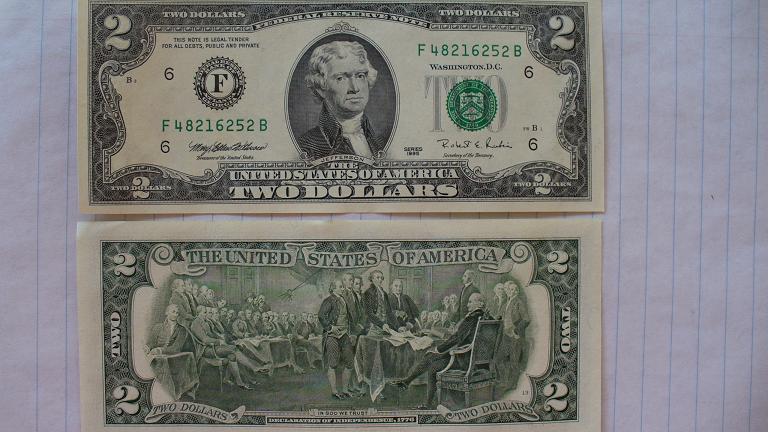 2
TWO DOLLARS
FEDERAL RESERVE NOTE
TWO DOLLARS
2
THIS NOTE IS LEGAL TENDER
FOR ALL DEBTS, PUBLIC AND PRIVATE
F 48216252 B
WASHINGTON, D.C.
B
6
6
F
TWO
F 48216252 B
FW B
6
6
Treasurer of the United States.
JEFFERSON
SERIES
1995
Robert E. Rubin
Secretary of the Treasury.
THE
UNITED STATES OF AMERICA
TWO DOLLARS
2
TWO DOLLARS
2
TWO DOLLARS
THE UNITED STATES OF AMERICA
2
2
TWO
TWO
2
2
13
TWO DOLLARS
IN GOD WE TRUST
TWO DOLLARS
DECLARATION OF INDEPENDENCE, 1776